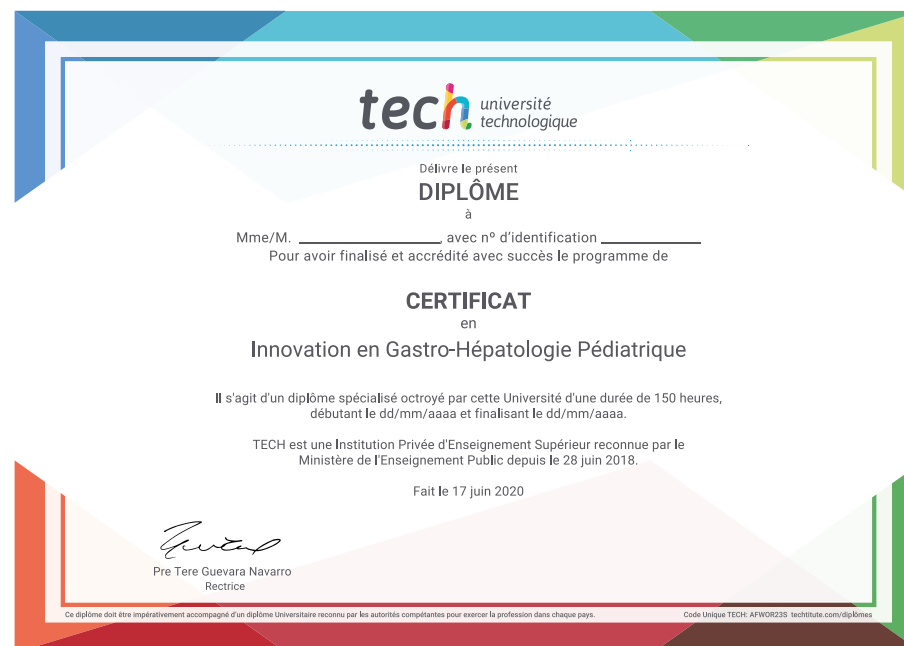 tech université
technologique
Délivre le présent
DIPLÔME
à
Mme/M. ____________________, avec nº d'identification ______________
Pour avoir finalisé et accrédité avec succès le programme de
CERTIFICAT
en
Innovation en Gastro-Hépatologie Pédiatrique
Il s'agit d'un diplôme spécialisé octroyé par cette Université d'une durée de 150 heures,
débutant le dd/mm/aaaa et finalisant le dd/mm/aaaa.
TECH est une Institution Privée d'Enseignement Supérieur reconnue par le
Ministère de l'Enseignement Public depuis le 28 juin 2018.
Fait le 17 juin 2020
Pre Tere Guevara Navarro
Rectrice
Ce diplôme doit être impérativement accompagné d'un diplôme Universitaire reconnu par les autorités compétentes pour exercer la profession dans chaque pays.
Code Unique TECH: AFWOR23S techtitute.com/diplômes